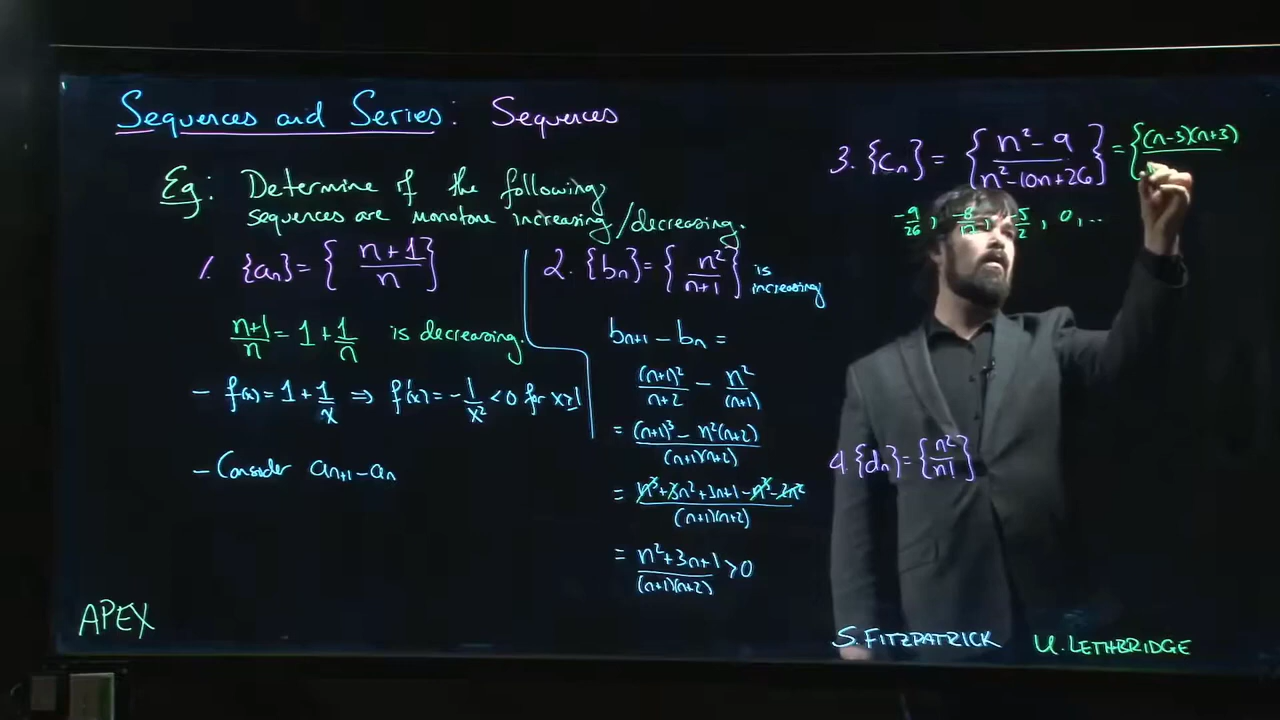 Sequences and Series: Sequences
Eg: Determine if the following
sequences are monotone increasing/decreasing.
1. {aₙ} = { (n+1)/n }
(n+1)/n = 1 + 1/n is decreasing.
- f(x) = 1 + 1/x ⇒ f'(x) = -1/x² < 0 for x ≥ 1
- Consider aₙ₊₁ - aₙ
2. {bₙ} = { n²/(n+1) } is increasing
bₙ₊₁ - bₙ =
(n+1)²/(n+2) - n²/(n+1)
= ((n+1)³ - n²(n+2))/((n+1)(n+2))
= (n³ + 3n² + 3n + 1 - n³ - 2n²)/((n+1)(n+2))
= (n² + 3n + 1)/((n+1)(n+2)) > 0
3. {cₙ} = { (n² - 9)/(n² - 10n + 26) } = { (n-3)(n+3)
-9/26, -8/17, -5/2, 0, ..
4. {dₙ} = { n²/n! }
APEX
S. FITZPATRICK
U. LETHBRIDGE